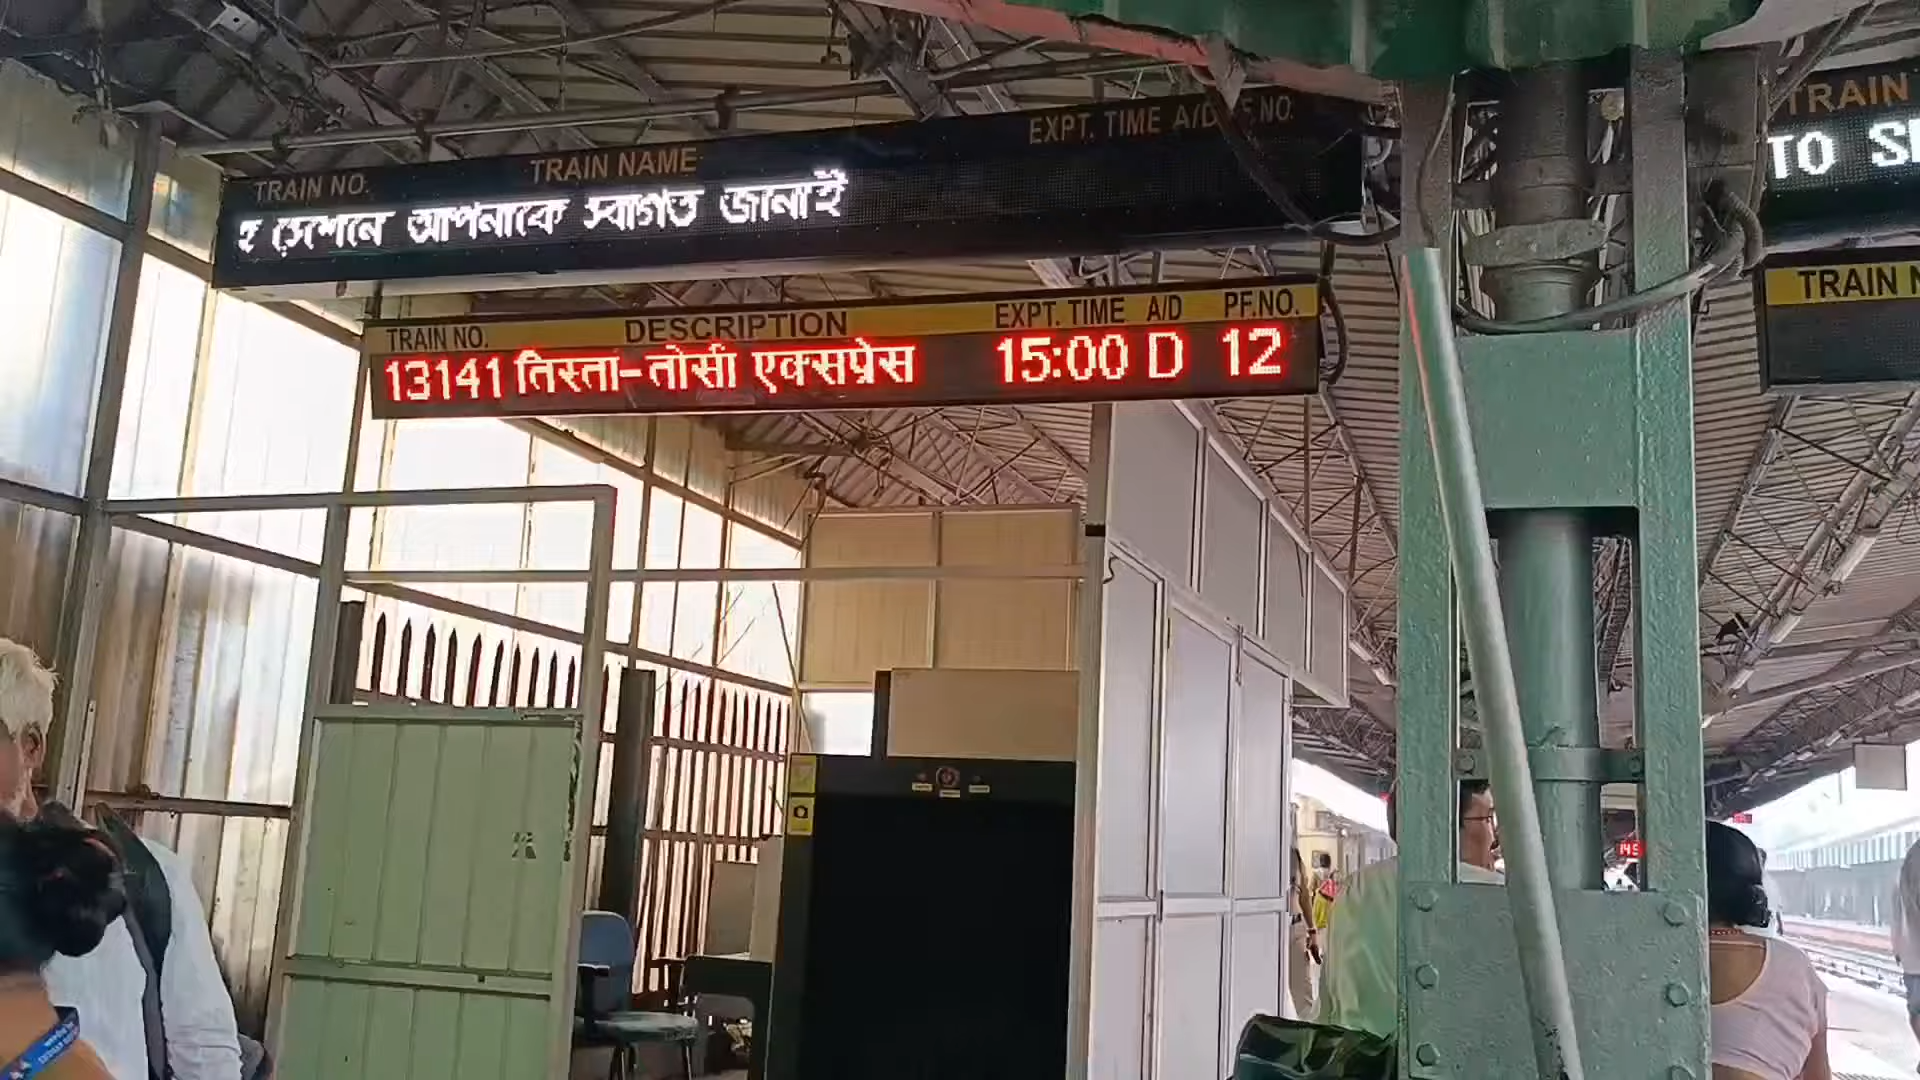 TRAIN NO. TRAIN NAME EXPT. TIME A/D P.F.NO.
হ স্টেশনে আপনাকে স্বাগত জানাই
TRAIN NO. DESCRIPTION EXPT. TIME A/D PF.NO.
13141 तिस्ता-तोर्सा एक्सप्रेस 15:00 D 12
TRAIN
TO
TRAIN